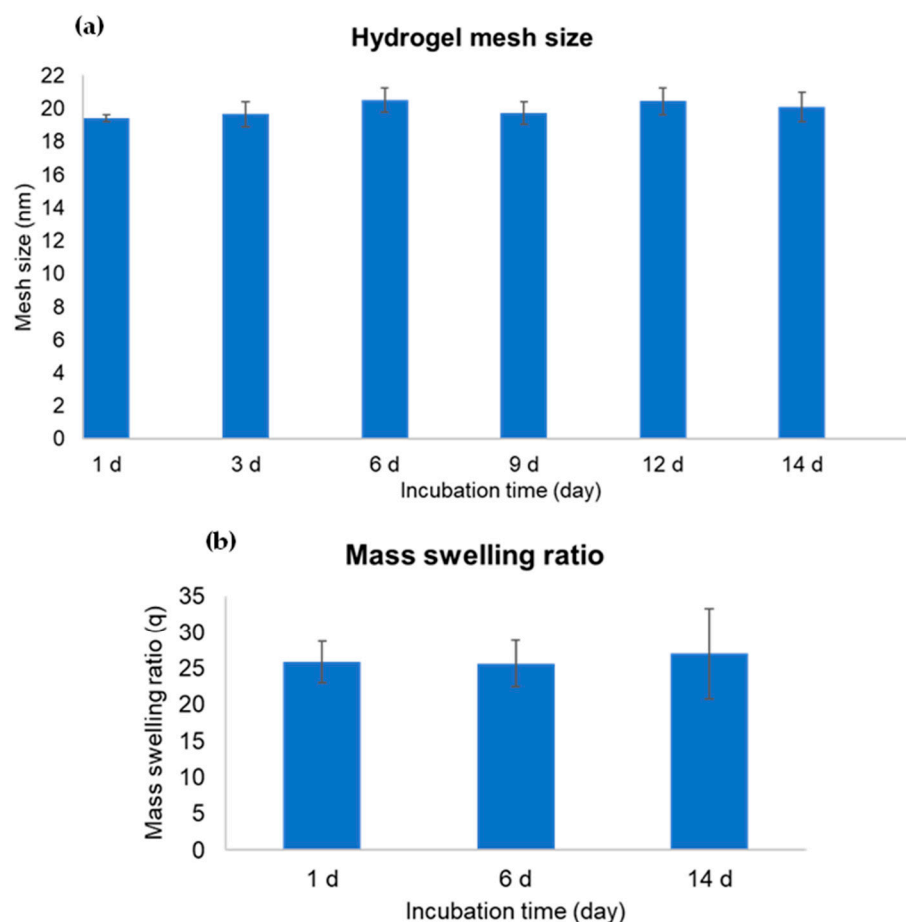 (a)
Hydrogel mesh size
22
20
18
16
14
12
10
8
6
4
2
0
Mesh size (nm)
1 d 3 d 6 d 9 d 12 d 14 d
Incubation time (day)
(b)
Mass swelling ratio
35
30
25
20
15
10
5
0
Mass swelling ratio (q)
1 d 6 d 14 d
Incubation time (day)